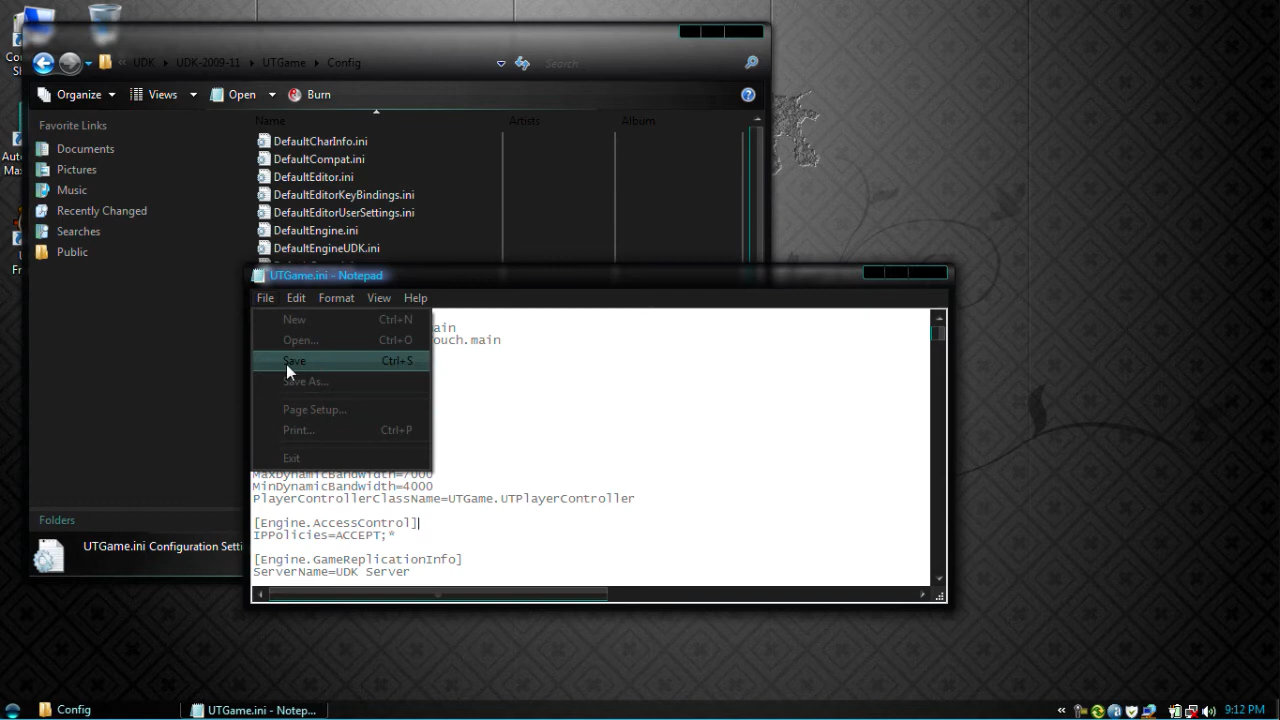 UDK
UDK-2009-11
UTGame
Config
Search
Organize
Views
Open
Burn
Favorite Links
Documents
Pictures
Music
Recently Changed
Searches
Public
Folders
Name
Artists
Album
DefaultCharInfo.ini
DefaultCompat.ini
DefaultEditor.ini
DefaultEditorKeyBindings.ini
DefaultEditorUserSettings.ini
DefaultEngine.ini
DefaultEngineUDK.ini
UTGame.ini Configuration Setti
UTGame.ini - Notepad
File Edit Format View Help
New Ctrl+N
Open... Ctrl+O
Save Ctrl+S
Save As...
Page Setup...
Print... Ctrl+P
Exit
ain
ouch.main
MaxDynamicBandwidth=7000
MinDynamicBandwidth=4000
PlayerControllerClassName=UTGame.UTPlayerController
[Engine.AccessControl]
IPPolicies=ACCEPT;*
[Engine.GameReplicationInfo]
ServerName=UDK Server
Config
UTGame.ini - Notep...
9:12 PM